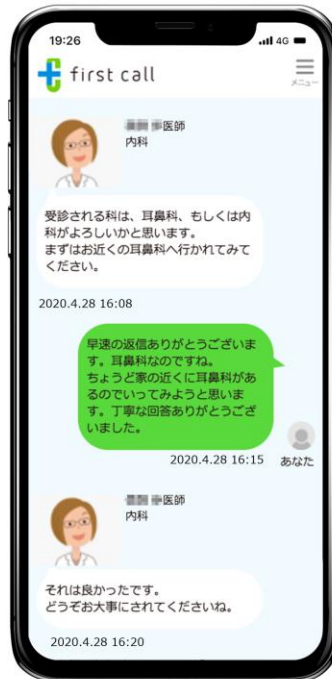 19:26
4G
first call
メニュー
医師
内科
受診される科は、耳鼻科、もしくは内
科がよろしいかと思います。
まずはお近くの耳鼻科へ行かれてみて
ください。
2020.4.28 16:08
早速の返信ありがとうございま
す。耳鼻科なのですね。
ちょうど家の近くに耳鼻科があ
るのでいってみようと思いま
す。丁寧な回答ありがとうござ
いました。
2020.4.28 16:15
あなた
医師
内科
それは良かったです。
どうぞお大事にされてくださいね。
2020.4.28 16:20